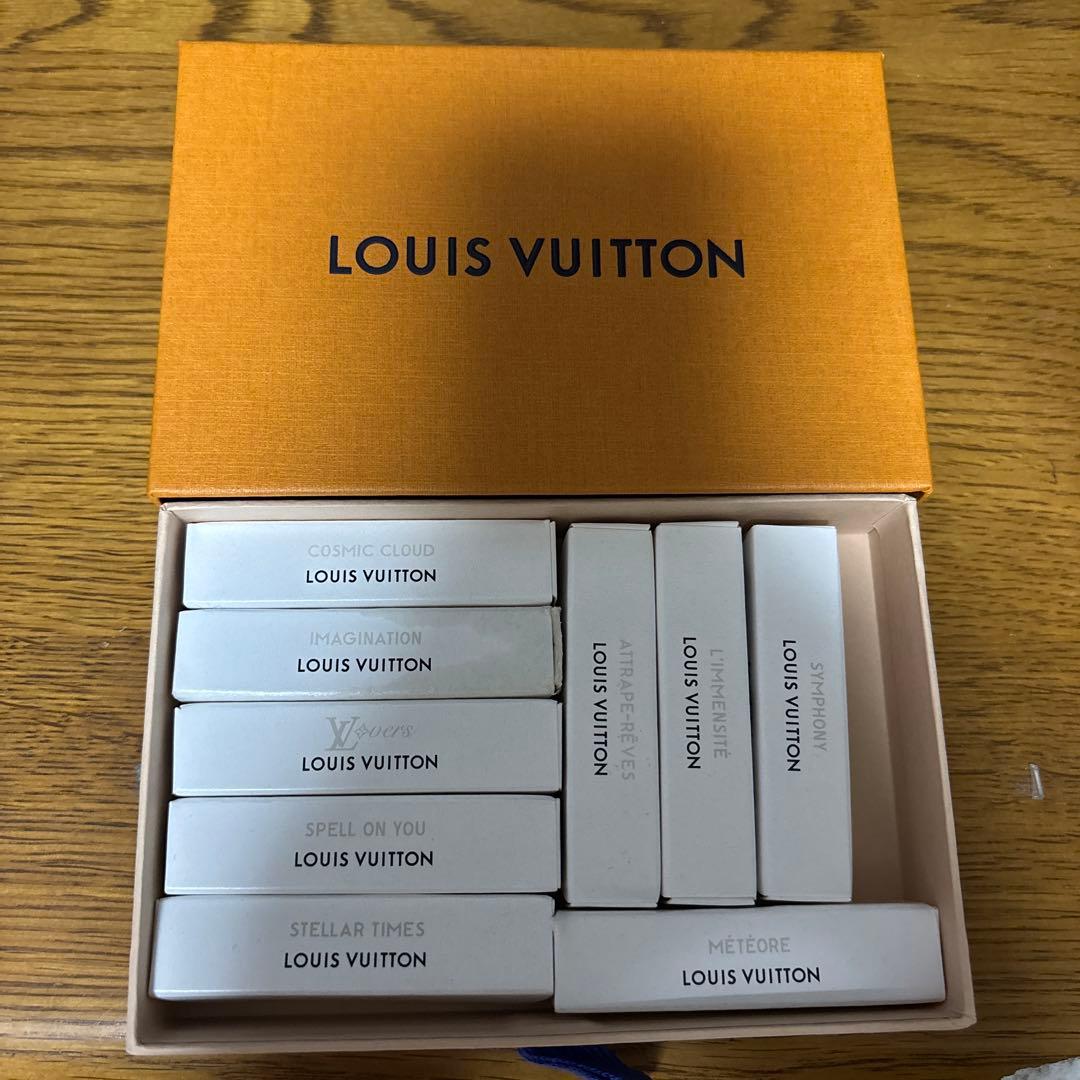 LOUIS VUITTON
COSMIC CLOUD
LOUIS VUITTON
IMAGINATION
LOUIS VUITTON
LVovers
LOUIS VUITTON
SPELL ON YOU
LOUIS VUITTON
STELLAR TIMES
LOUIS VUITTON
ATTRAPE-RÊVES
LOUIS VUITTON
L'IMMENSITÉ
LOUIS VUITTON
SYMPHONY
LOUIS VUITTON
MÉTÉORE
LOUIS VUITTON